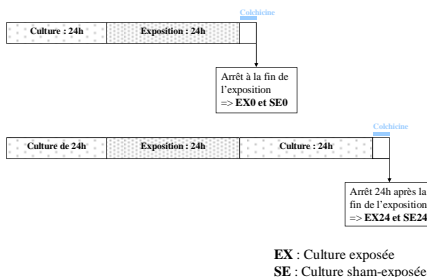 Colchicine
Culture : 24h
Exposition : 24h
Arrêt à la fin de
l'exposition
=> EX0 et SE0
Colchicine
Culture de 24h
Exposition : 24h
Culture : 24h
Arrêt 24h après la
fin de l'exposition
=> EX24 et SE24
EX : Culture exposée
SE : Culture sham-exposée